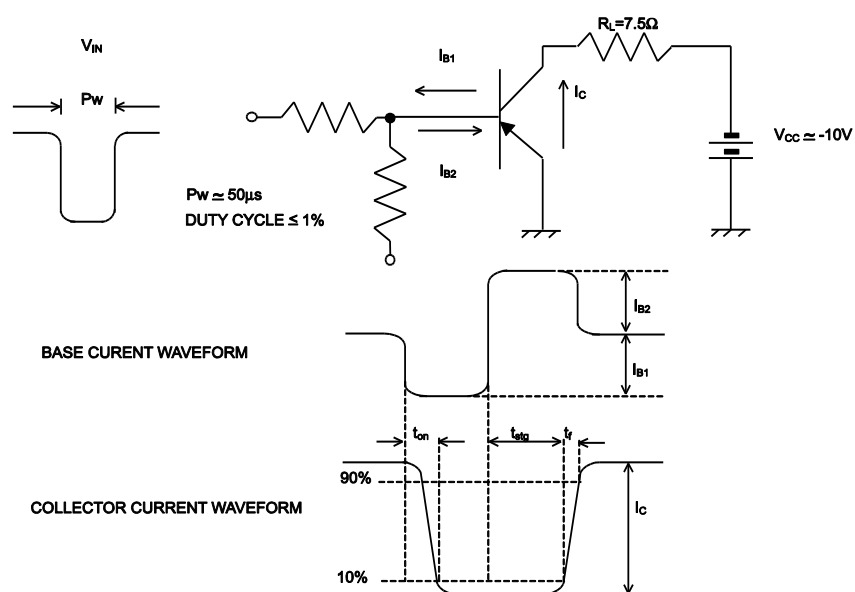 V_IN
Pw
R_L=7.5Ω
I_B1
I_C
I_B2
V_CC ≃ -10V
Pw ≃ 50µs
DUTY CYCLE ≤ 1%
BASE CURENT WAVEFORM
I_B2
I_B1
t_on
t_stg
t_f
90%
COLLECTOR CURRENT WAVEFORM
I_C
10%